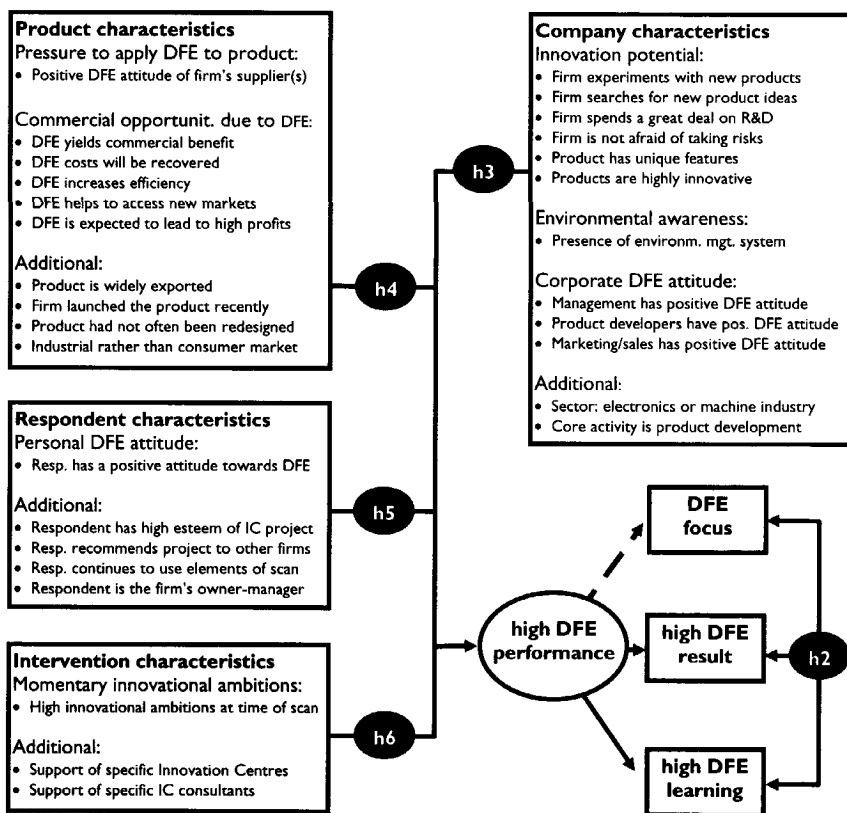 Product characteristics
Pressure to apply DFE to product:
• Positive DFE attitude of firm's supplier(s)
Commercial opportunit. due to DFE:
• DFE yields commercial benefit
• DFE costs will be recovered
• DFE increases efficiency
• DFE helps to access new markets
• DFE is expected to lead to high profits
Additional:
• Product is widely exported
• Firm launched the product recently
• Product had not often been redesigned
• Industrial rather than consumer market
h4
Respondent characteristics
Personal DFE attitude:
• Resp. has a positive attitude towards DFE
Additional:
• Respondent has high esteem of IC project
• Resp. recommends project to other firms
• Resp. continues to use elements of scan
• Respondent is the firm's owner-manager
h5
Intervention characteristics
Momentary innovational ambitions:
• High innovational ambitions at time of scan
Additional:
• Support of specific Innovation Centres
• Support of specific IC consultants
h6
h3
Company characteristics
Innovation potential:
• Firm experiments with new products
• Firm searches for new product ideas
• Firm spends a great deal on R&D
• Firm is not afraid of taking risks
• Product has unique features
• Products are highly innovative
Environmental awareness:
• Presence of environm. mgt. system
Corporate DFE attitude:
• Management has positive DFE attitude
• Product developers have pos. DFE attitude
• Marketing/sales has positive DFE attitude
Additional:
• Sector: electronics or machine industry
• Core activity is product development
high DFE
performance
DFE
focus
high DFE
result
high DFE
learning
h2